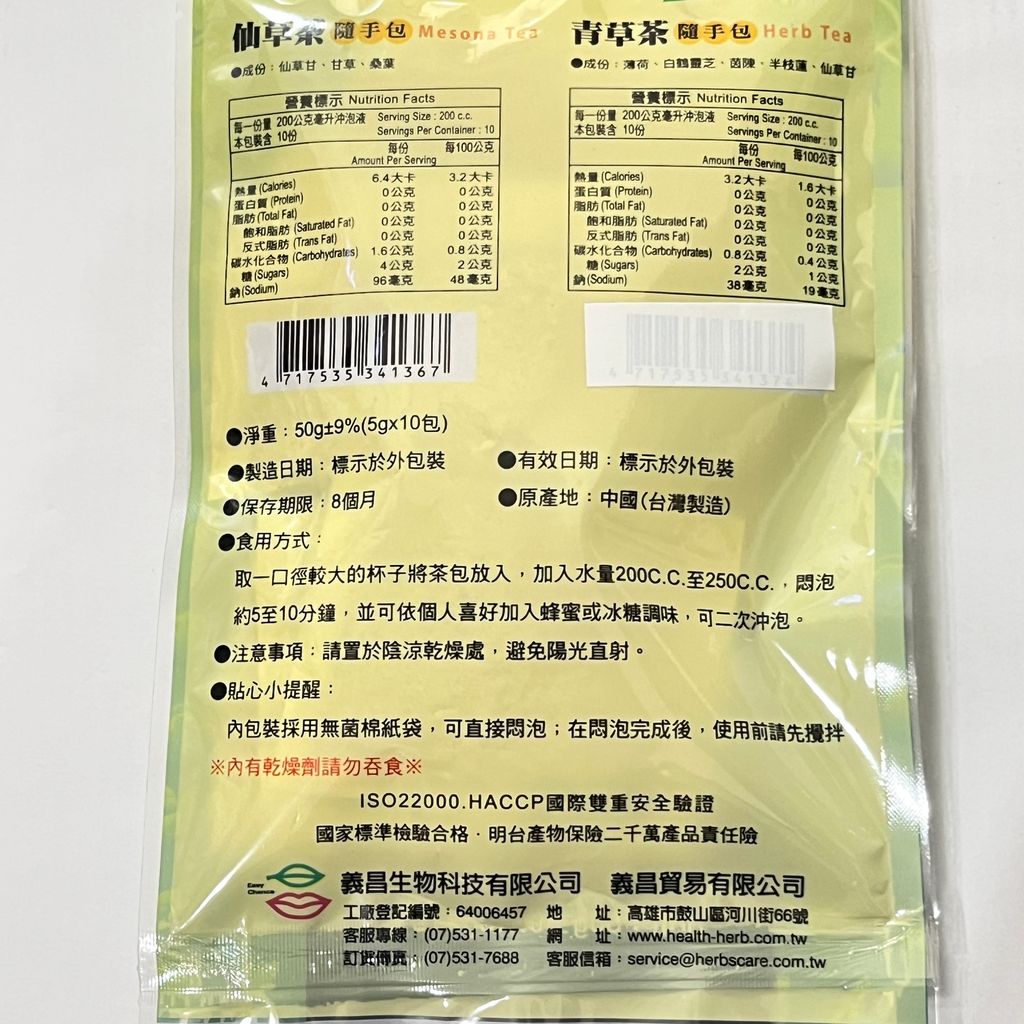 仙草茶 隨手包 Mesona Tea
●成份：仙草甘、甘草、桑葉
營養標示 Nutrition Facts
每一份量 200公克毫升沖泡液 Serving Size : 200 c.c.
本包裝含 10份 Servings Per Container : 10
每份 每100公克
Amount Per Serving
熱量 (Calories) 6.4大卡 3.2大卡
蛋白質 (Protein) 0公克 0公克
脂肪 (Total Fat) 0公克 0公克
飽和脂肪 (Saturated Fat) 0公克 0公克
反式脂肪 (Trans Fat) 0公克 0公克
碳水化合物 (Carbohydrates) 1.6公克 0.8公克
糖 (Sugars) 4公克 2公克
鈉 (Sodium) 96毫克 48毫克
4 717535 341367
青草茶 隨手包 Herb Tea
●成份：薄荷、白鶴靈芝、茵陳、半枝蓮、仙草甘
營養標示 Nutrition Facts
每一份量 200公克毫升沖泡液 Serving Size : 200 c.c.
本包裝含 10份 Servings Per Container : 10
每份 每100公克
Amount Per Serving
熱量 (Calories) 3.2大卡 1.6大卡
蛋白質 (Protein) 0公克 0公克
脂肪 (Total Fat) 0公克 0公克
飽和脂肪 (Saturated Fat) 0公克 0公克
反式脂肪 (Trans Fat) 0公克 0公克
碳水化合物 (Carbohydrates) 0.8公克 0.4公克
糖 (Sugars) 2公克 1公克
鈉 (Sodium) 38毫克 19毫克
4 717535 341374
●淨重：50g±9%(5gx10包)
●製造日期：標示於外包裝 ●有效日期：標示於外包裝
●保存期限：8個月 ●原產地：中國(台灣製造)
●食用方式：
取一口徑較大的杯子將茶包放入，加入水量200C.C.至250C.C.，悶泡
約5至10分鐘，並可依個人喜好加入蜂蜜或冰糖調味，可二次沖泡。
●注意事項：請置於陰涼乾燥處，避免陽光直射。
●貼心小提醒：
內包裝採用無菌棉紙袋，可直接悶泡；在悶泡完成後，使用前請先攪拌
※內有乾燥劑請勿吞食※
ISO22000.HACCP國際雙重安全驗證
國家標準檢驗合格．明台產物保險二千萬產品責任險
Easy Chance
義昌生物科技有限公司 義昌貿易有限公司
工廠登記編號：64006457 地 址：高雄市鼓山區河川街66號
客服專線：(07)531-1177 網 址：www.health-herb.com.tw
訂貨傳真：(07)531-7688 客服信箱：service@herbscare.com.tw